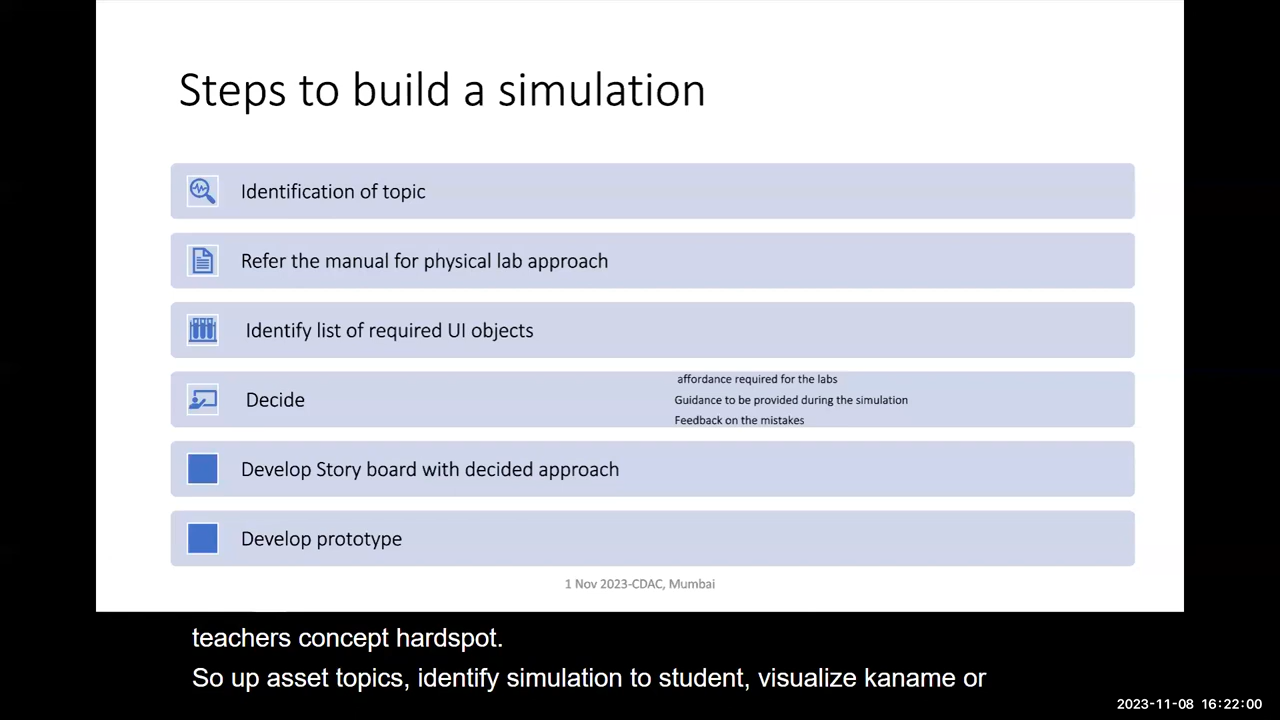 Steps to build a simulation
Identification of topic
Refer the manual for physical lab approach
Identify list of required UI objects
Decide
affordance required for the labs
Guidance to be provided during the simulation
Feedback on the mistakes
Develop Story board with decided approach
Develop prototype
1 Nov 2023-CDAC, Mumbai
teachers concept hardspot.
So up asset topics, identify simulation to student, visualize kaname or
2023-11-08 16:22:00